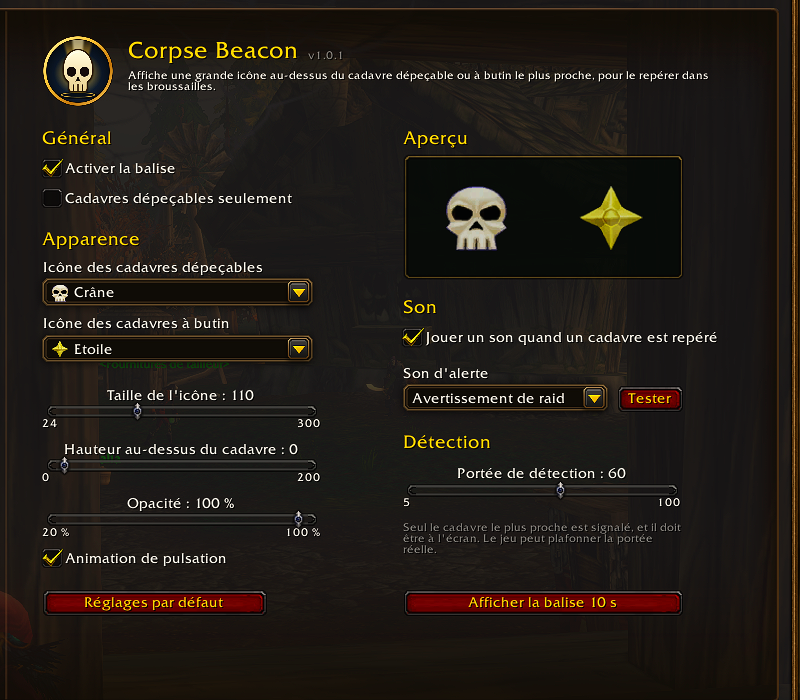 Corpse Beacon v1.0.1
Affiche une grande icône au-dessus du cadavre dépeçable ou à butin le plus proche, pour le repérer dans
les broussailles.
Général
Activer la balise
Cadavres dépeçables seulement
Apparence
Icône des cadavres dépeçables
Crâne
Icône des cadavres à butin
Etoile
<Fournitures de tailleur>
Taille de l'icône : 110
24
300
Hauteur au-dessus du cadavre : 0
0
200
Opacité : 100 %
20 %
100 %
Animation de pulsation
Réglages par défaut
Aperçu
Son
Jouer un son quand un cadavre est repéré
Son d'alerte
Avertissement de raid
Tester
Détection
Portée de détection : 60
5
100
Seul le cadavre le plus proche est signalé, et il doit
être à l'écran. Le jeu peut plafonner la portée
réelle.
Afficher la balise 10 s